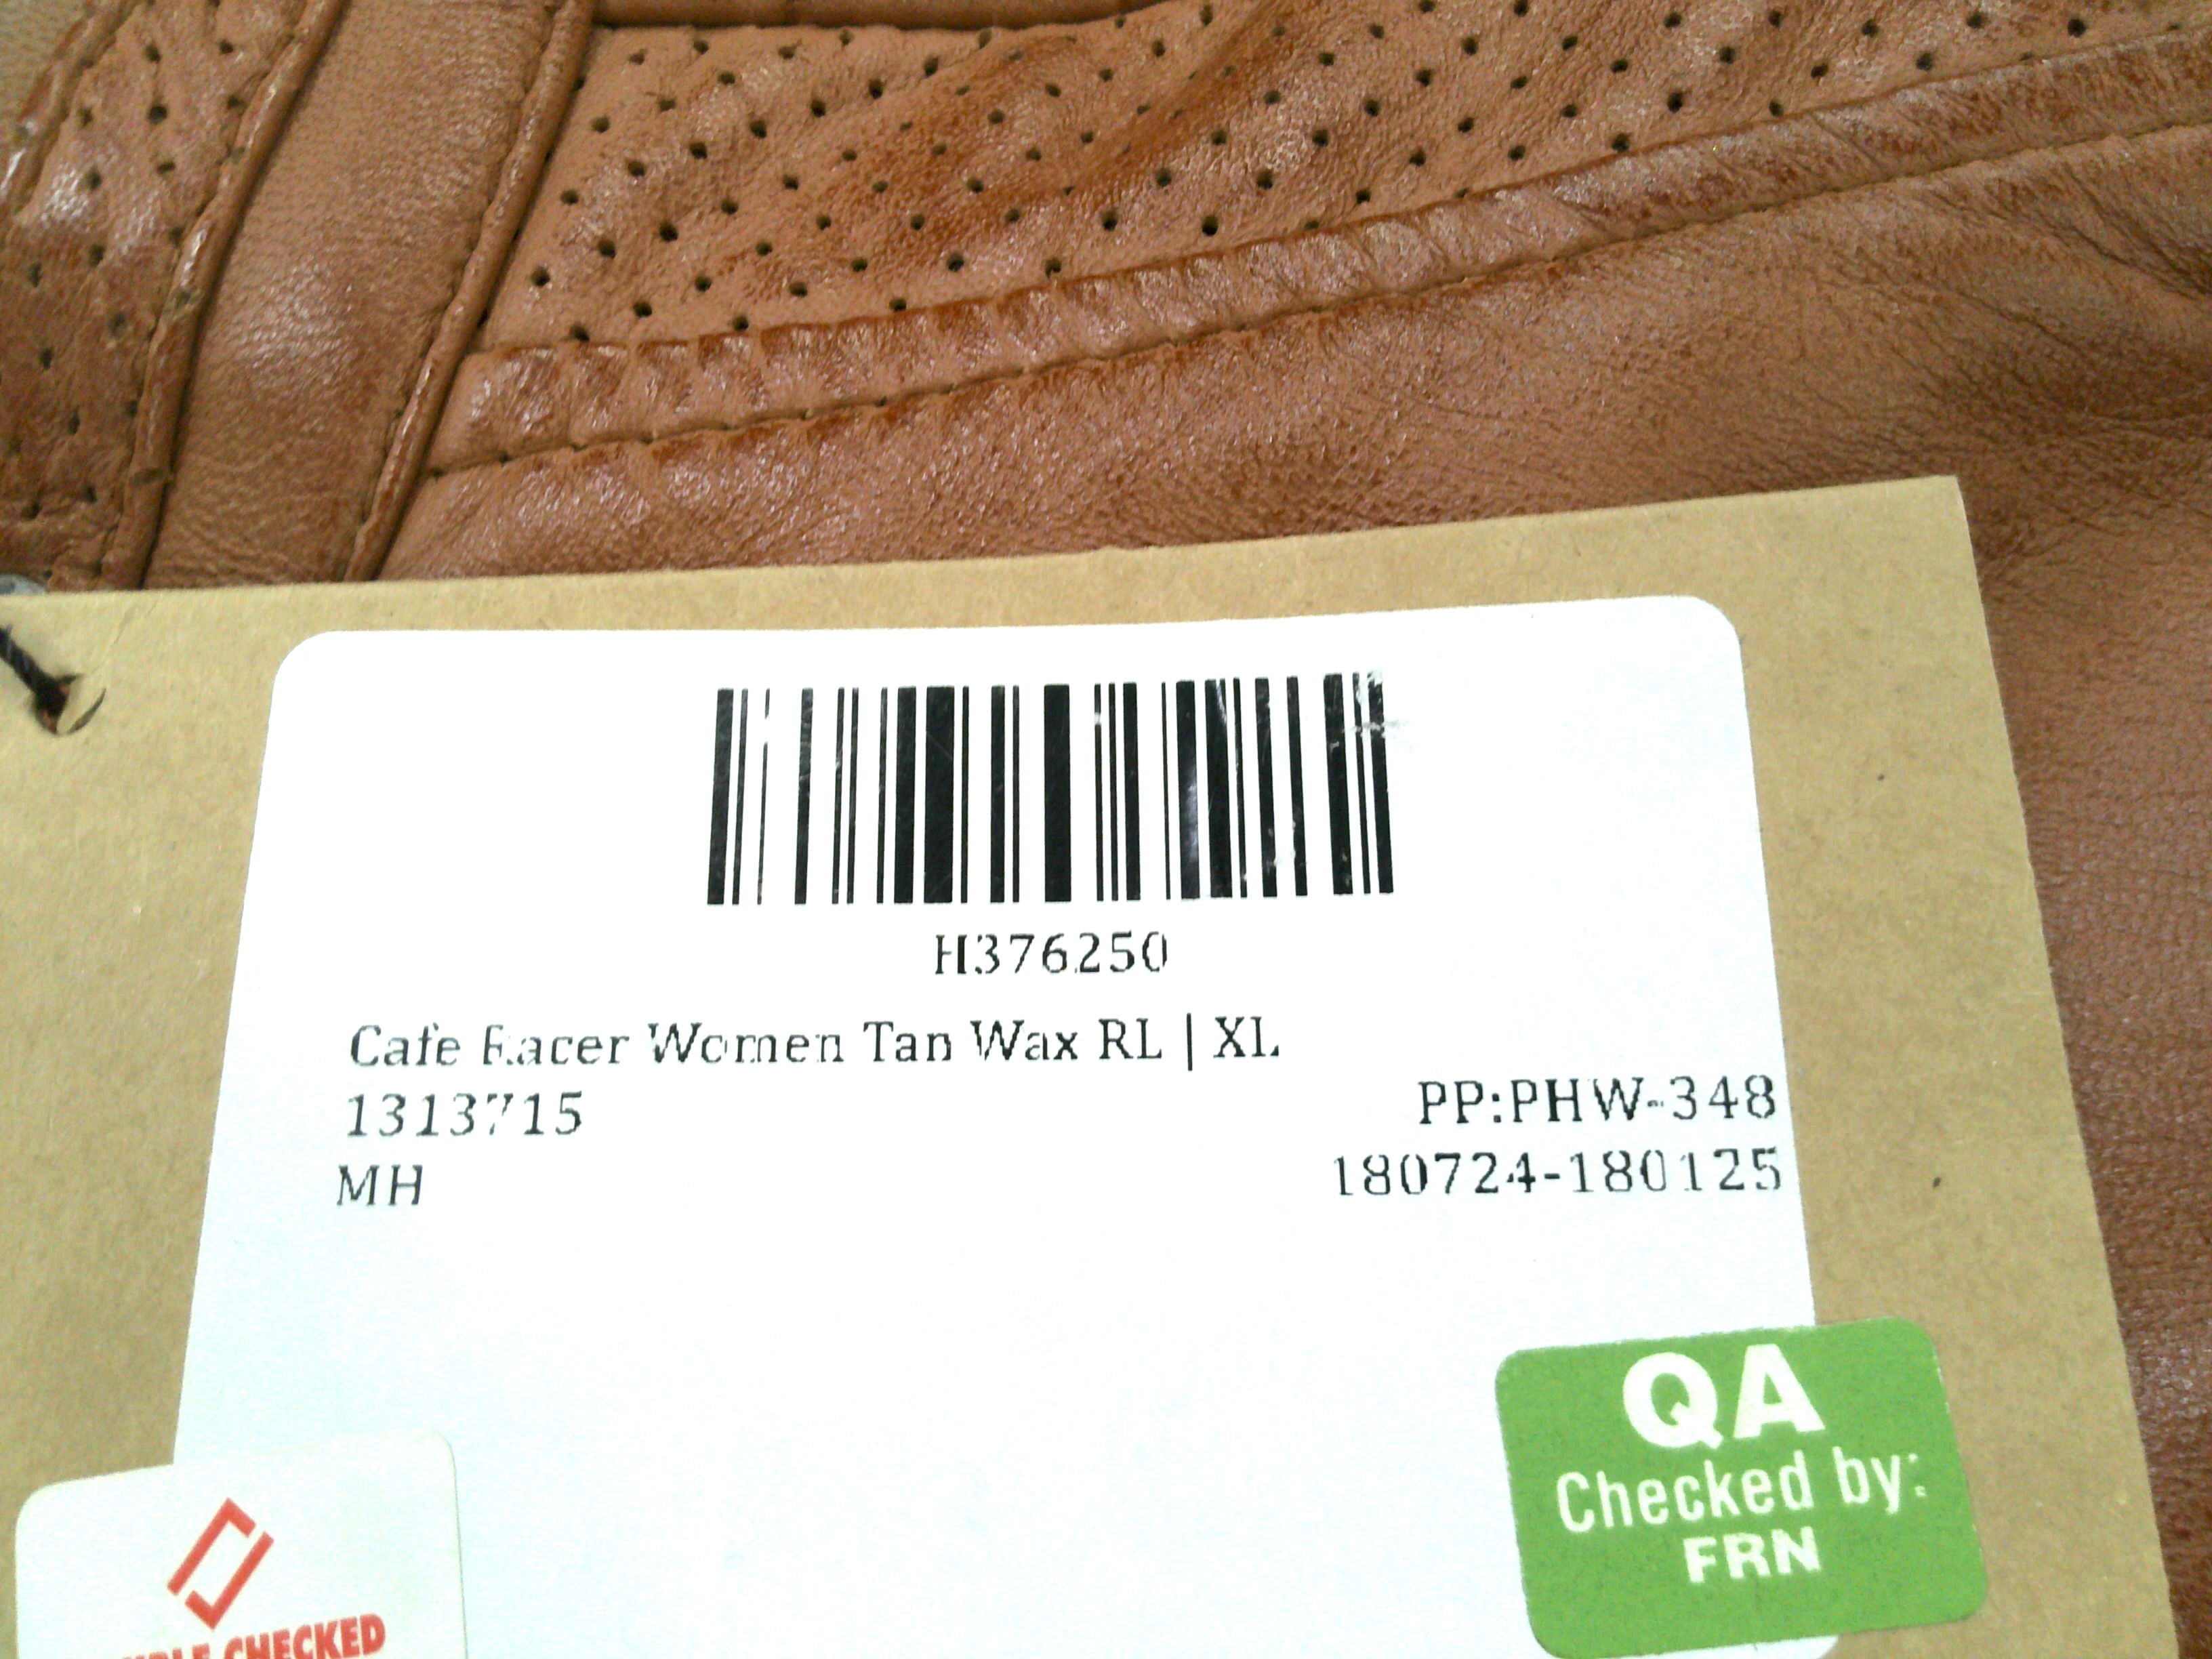 H376250
Cafe Racer Women Tan Wax RL | XL
1313715
PP:PHW-348
MH
180724-180125
QA
Checked by:
FRN
CHECKED